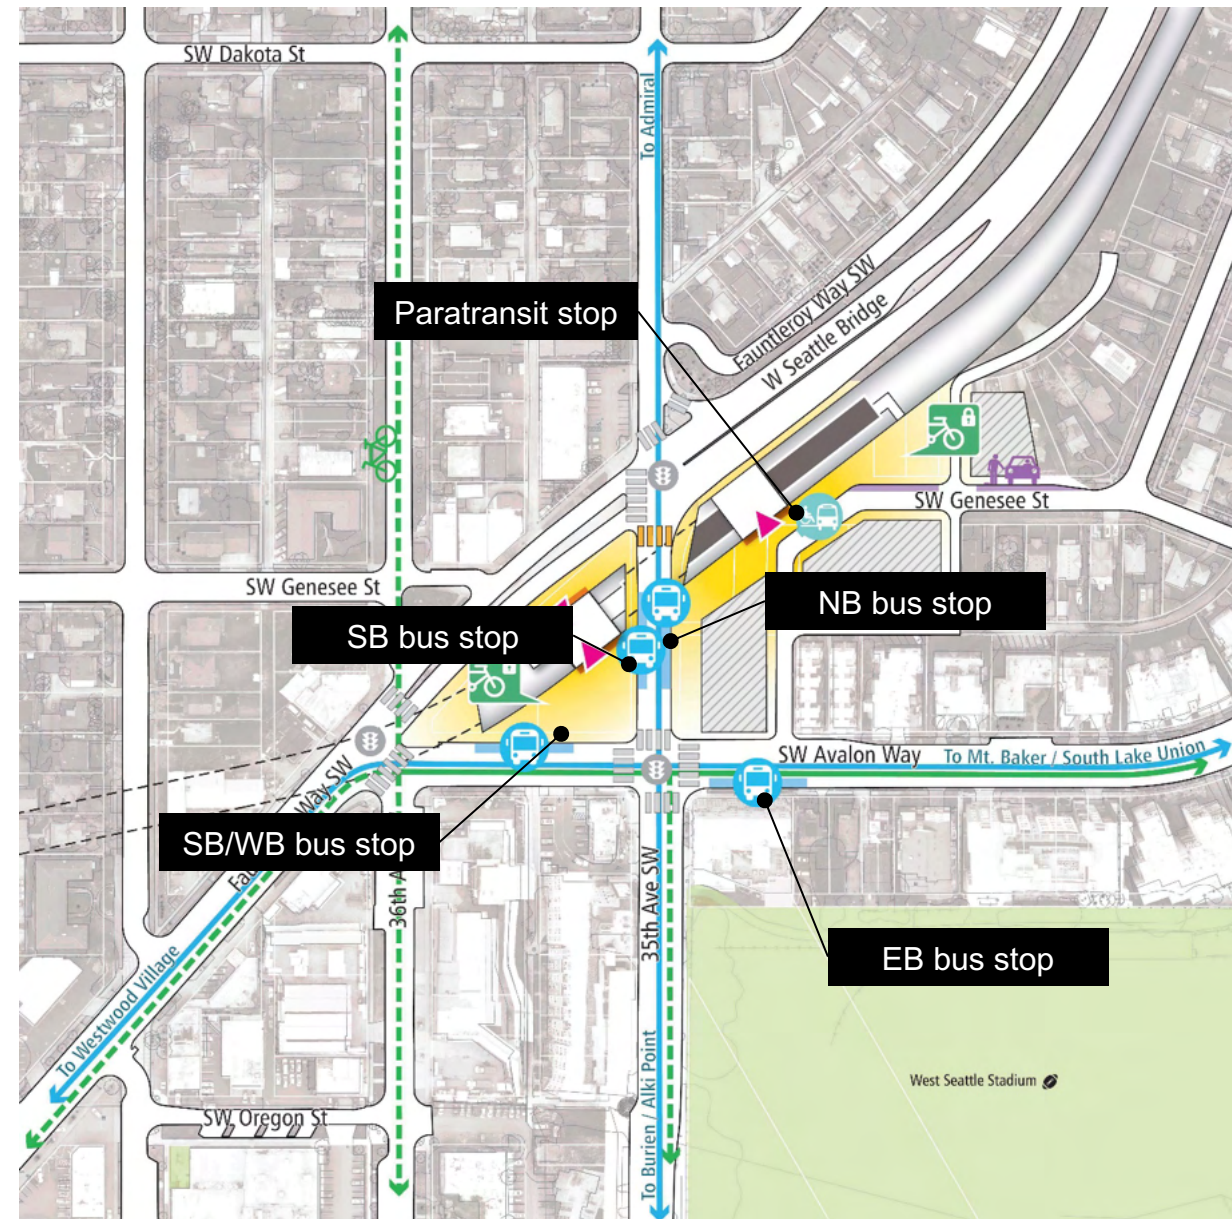 SW Dakota St
To Admiral
Paratransit stop
Fauntleroy Way SW
W Seattle Bridge
SW Genesee St
SW Genesee St
NB bus stop
SB bus stop
SW Avalon Way
To Mt. Baker / South Lake Union
Way SW
SB/WB bus stop
36th A
35th Ave SW
EB bus stop
To Westwood Village
To Burien / Alki Point
West Seattle Stadium
SW Oregon St